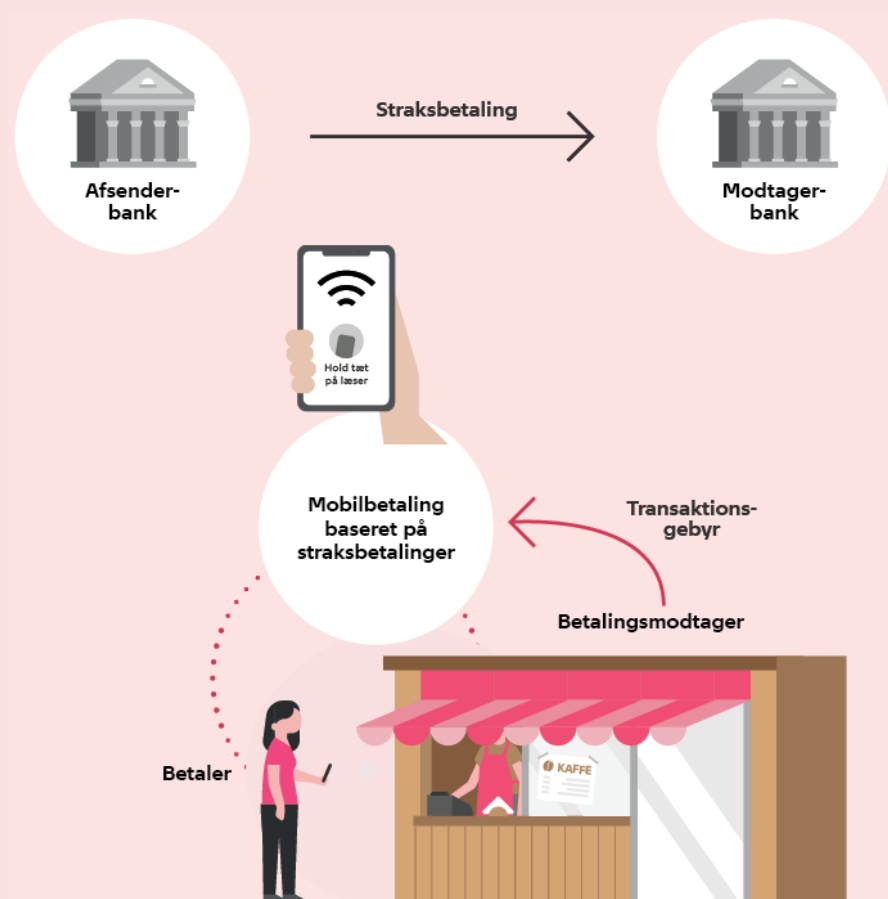 Straksbetaling
Afsender-
bank
Modtager-
bank
Hold tæt
på læser
Mobilbetaling
baseret på
straksbetalinger
Transaktions-
gebyr
Betalingsmodtager
Betaler
KAFFE